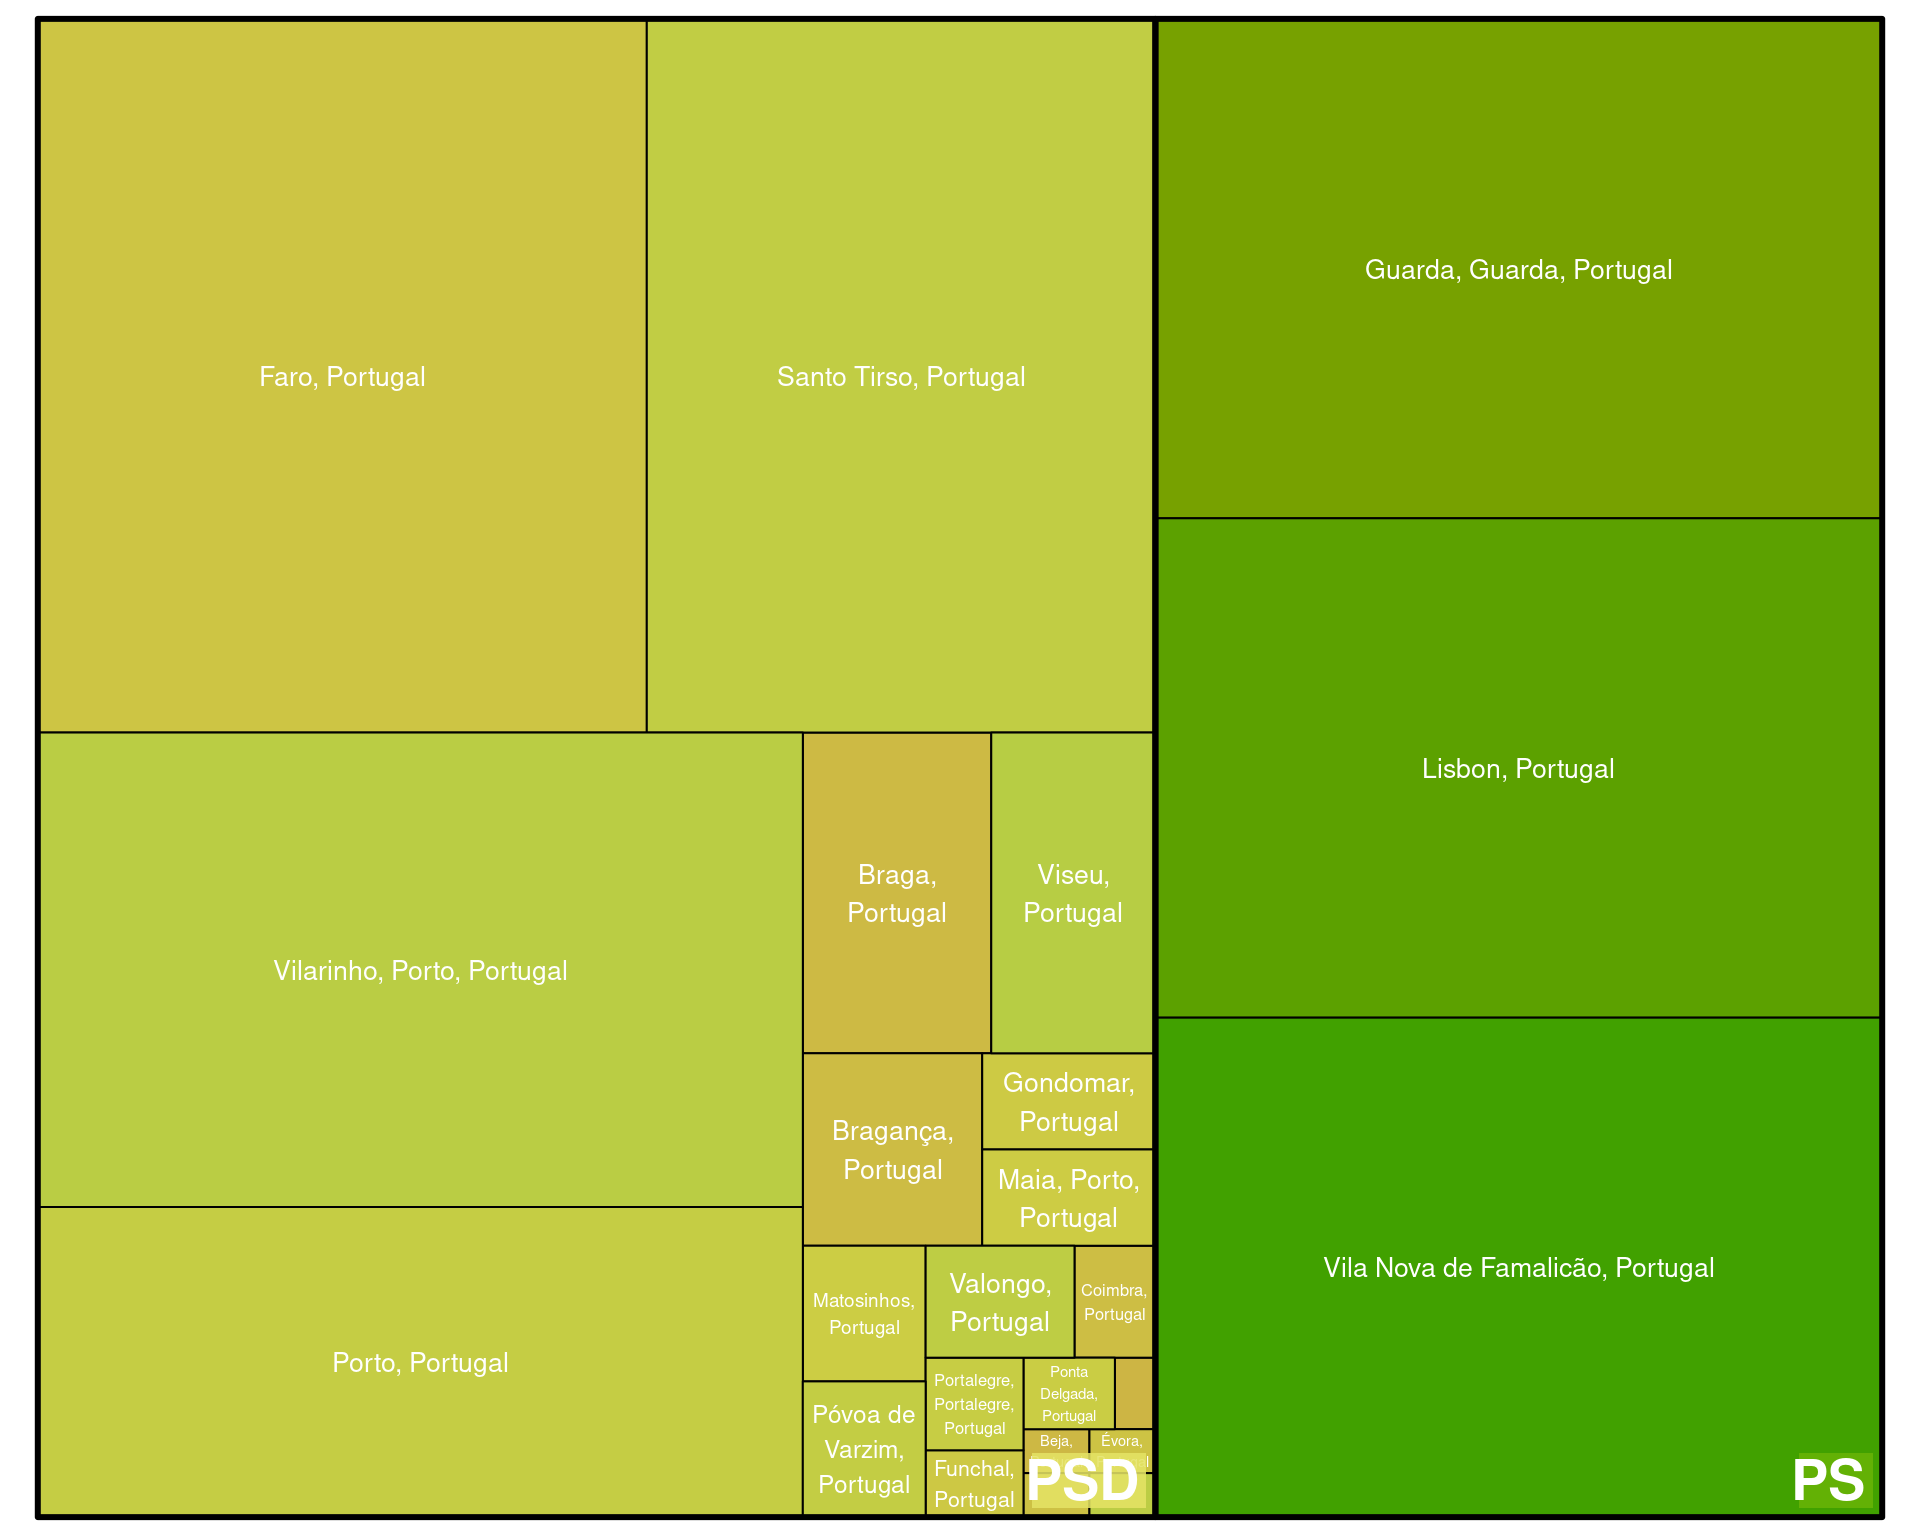 Faro, Portugal
Santo Tirso, Portugal
Guarda, Guarda, Portugal
Lisbon, Portugal
Vilarinho, Porto, Portugal
Braga,
Portugal
Viseu,
Portugal
Bragança,
Portugal
Gondomar,
Portugal
Maia, Porto,
Portugal
Vila Nova de Famalicão, Portugal
Porto, Portugal
Matosinhos,
Portugal
Valongo,
Portugal
Coimbra,
Portugal
Póvoa de
Varzim,
Portugal
Portalegre,
Portalegre,
Portugal
Ponta
Delgada,
Portugal
Funchal,
Portugal
Beja,
Évora,
PSD
PS